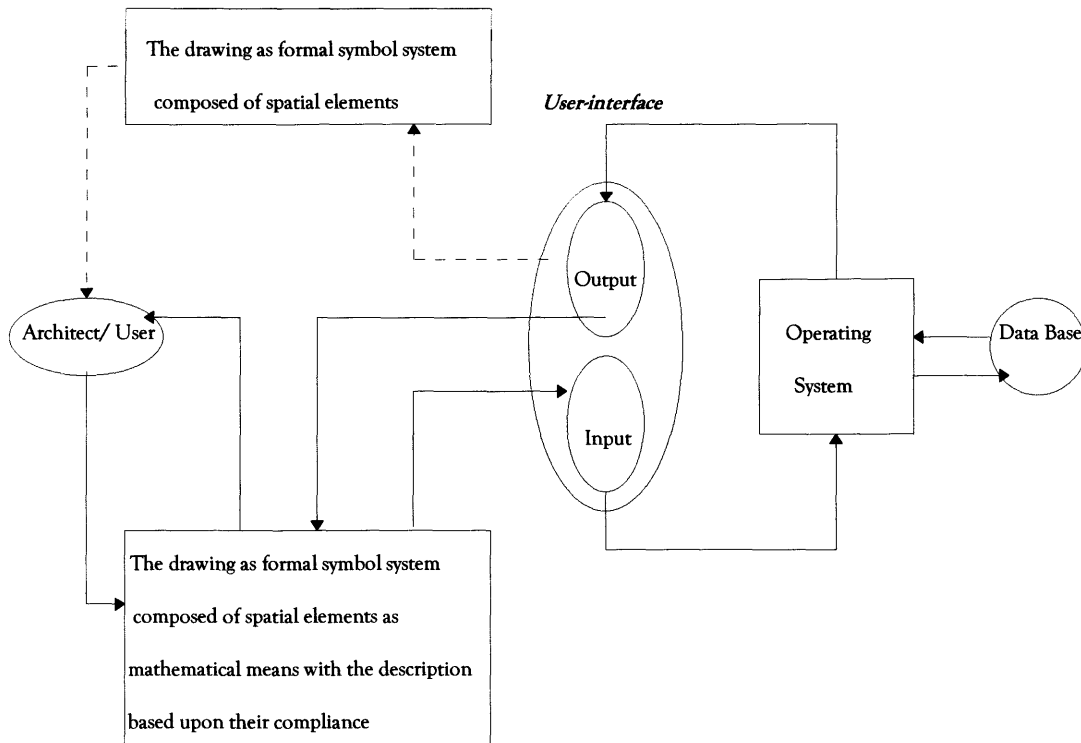 The drawing as formal symbol system
composed of spatial elements
User-interface
Output
Architect/ User
Operating
System
Data Base
Input
The drawing as formal symbol system
composed of spatial elements as
mathematical means with the description
based upon their compliance